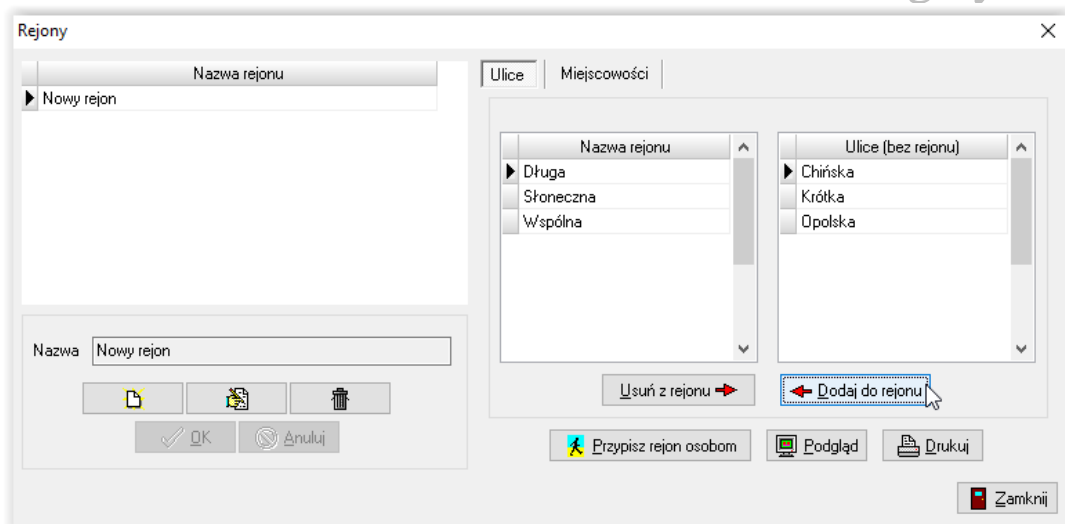 Rejony
Nazwa rejonu
Nowy rejon
Nazwa Nowy rejon
OK Anuluj
Ulice Miejscowości
Nazwa rejonu Ulice (bez rejonu)
Długa Chińska
Słoneczna Krótka
Wspólna Opolska
Usuń z rejonu Dodaj do rejonu
Przypisz rejon osobom Podgląd Drukuj
Zamknij